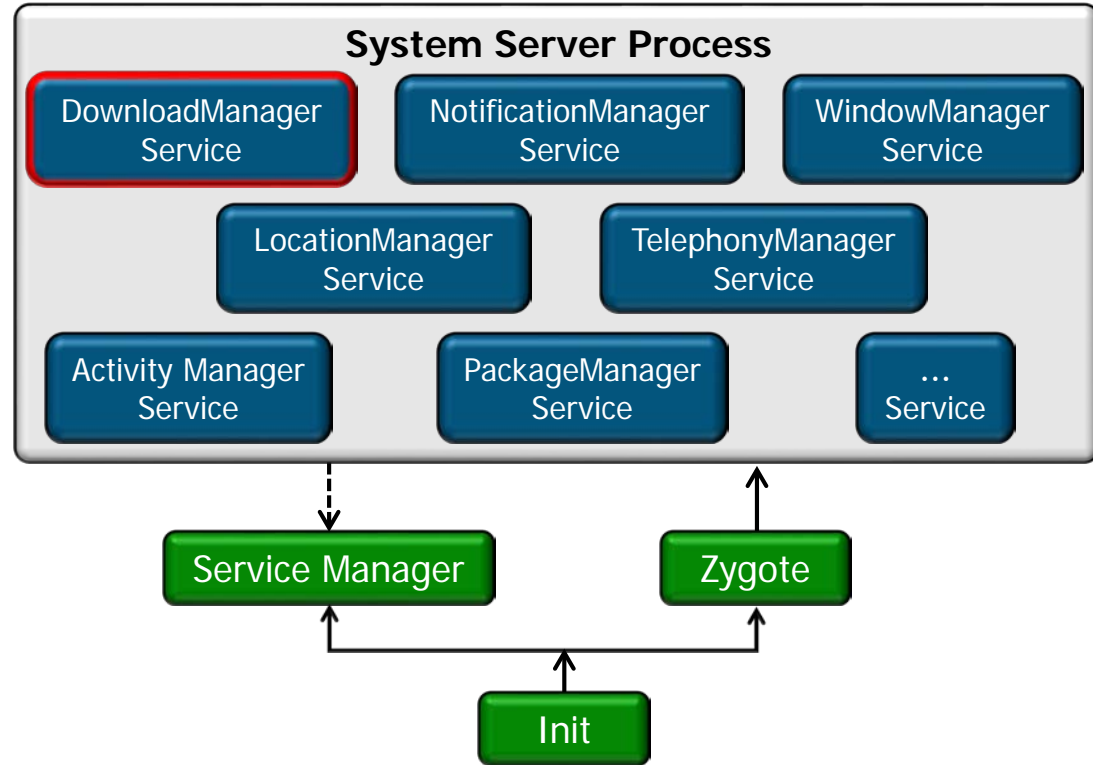 System Server Process
DownloadManager
Service
NotificationManager
Service
WindowManager
Service
LocationManager
Service
TelephonyManager
Service
Activity Manager
Service
PackageManager
Service
...
Service
Service Manager
Zygote
Init